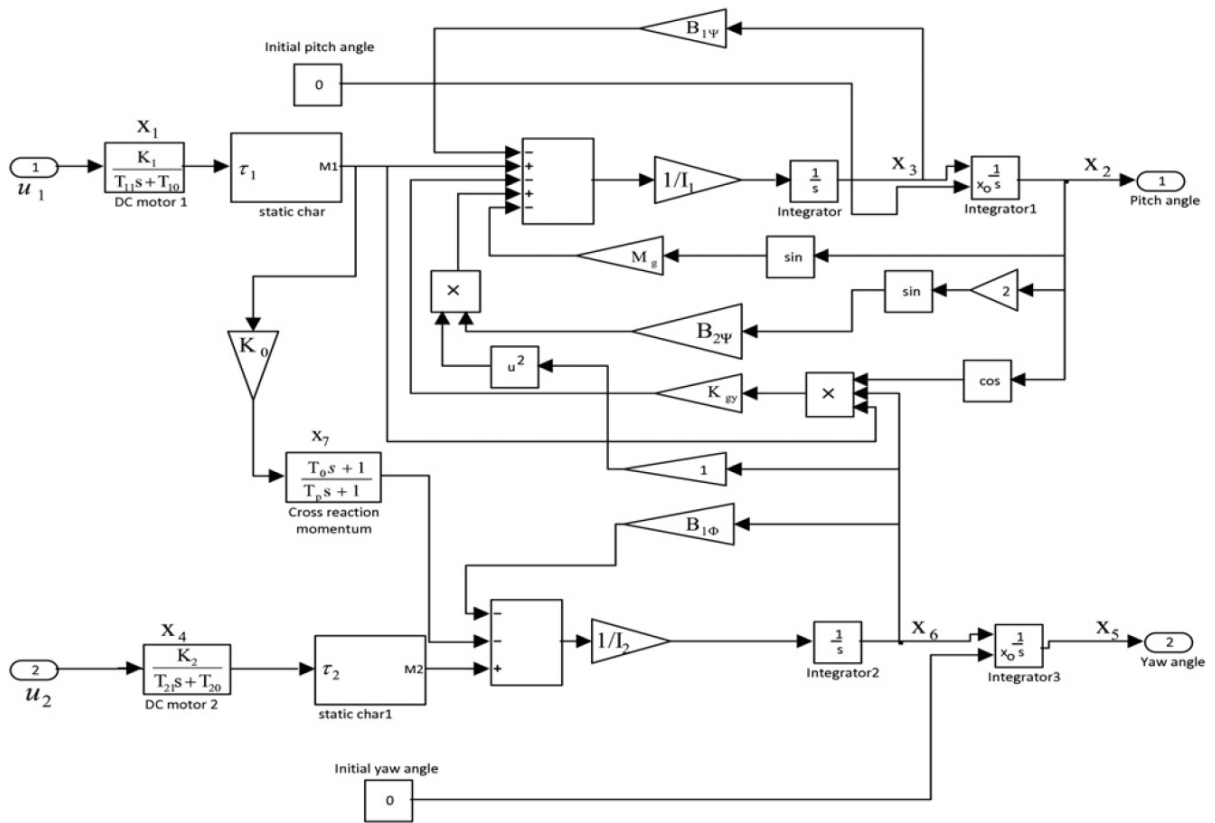 B₁Ψ
Initial pitch angle
0
X₁
1
K₁
T₁₁s+T₁₀
τ₁
M1
−
+
−
+
−
1/I₁
1
s
X₃
x₀ 1
s
X₂
1
u₁
DC motor 1
static char
Integrator
Integrator1
Pitch angle
M g
sin
×
B₂Ψ
sin
2
K₀
u²
K gy
×
cos
X₇
T₀s+1
Tₚs+1
1
Cross reaction
momentum
B₁Φ
X₄
−
−
+
1/I₂
1
s
X₆
x₀ 1
s
X₅
2
2
K₂
T₂₁s+T₂₀
τ₂
M2
u₂
DC motor 2
static char1
Integrator2
Integrator3
Yaw angle
Initial yaw angle
0